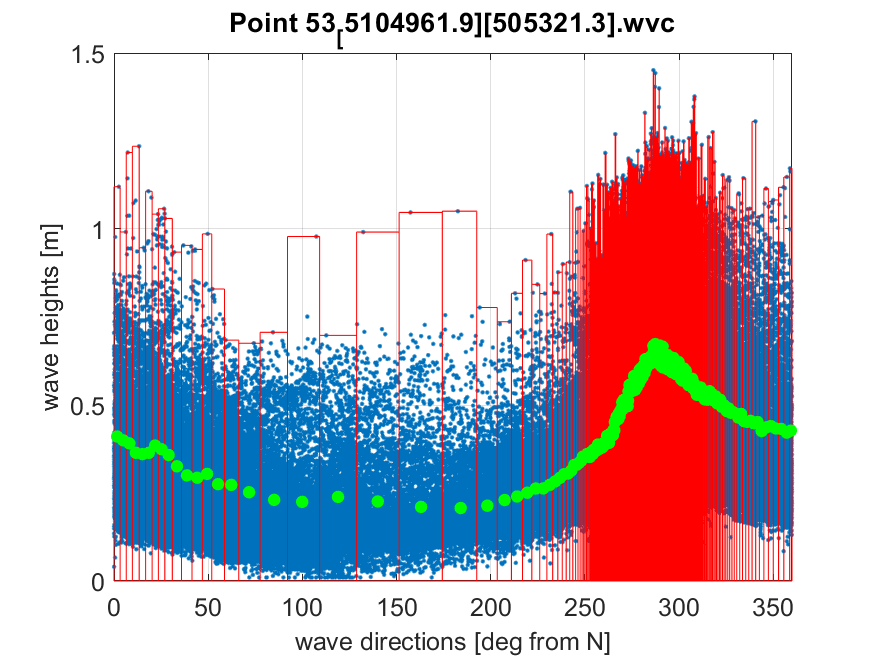 Point 53[5104961.9][505321.3].wvc
1.5
1
0.5
0
wave heights [m]
0 50 100 150 200 250 300 350
wave directions [deg from N]